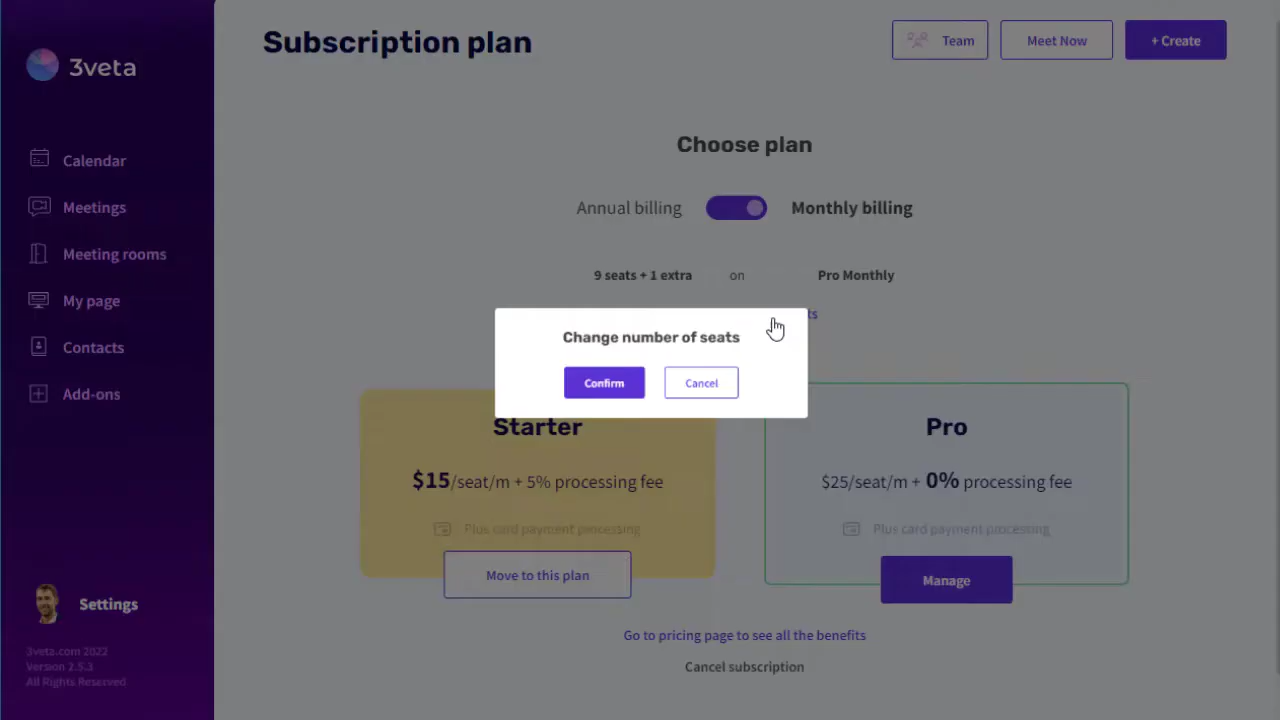 3veta
Calendar
Meetings
Meeting rooms
My page
Contacts
Add-ons
Settings
3veta.com 2022
Version 2.5.3
All Rights Reserved
Subscription plan
Team
Meet Now
+ Create
Choose plan
Annual billing
Monthly billing
9 seats + 1 extra on Pro Monthly
ts
Change number of seats
Confirm
Cancel
Starter
$15/seat/m + 5% processing fee
Plus card payment processing
Move to this plan
Pro
$25/seat/m + 0% processing fee
Plus card payment processing
Manage
Go to pricing page to see all the benefits
Cancel subscription